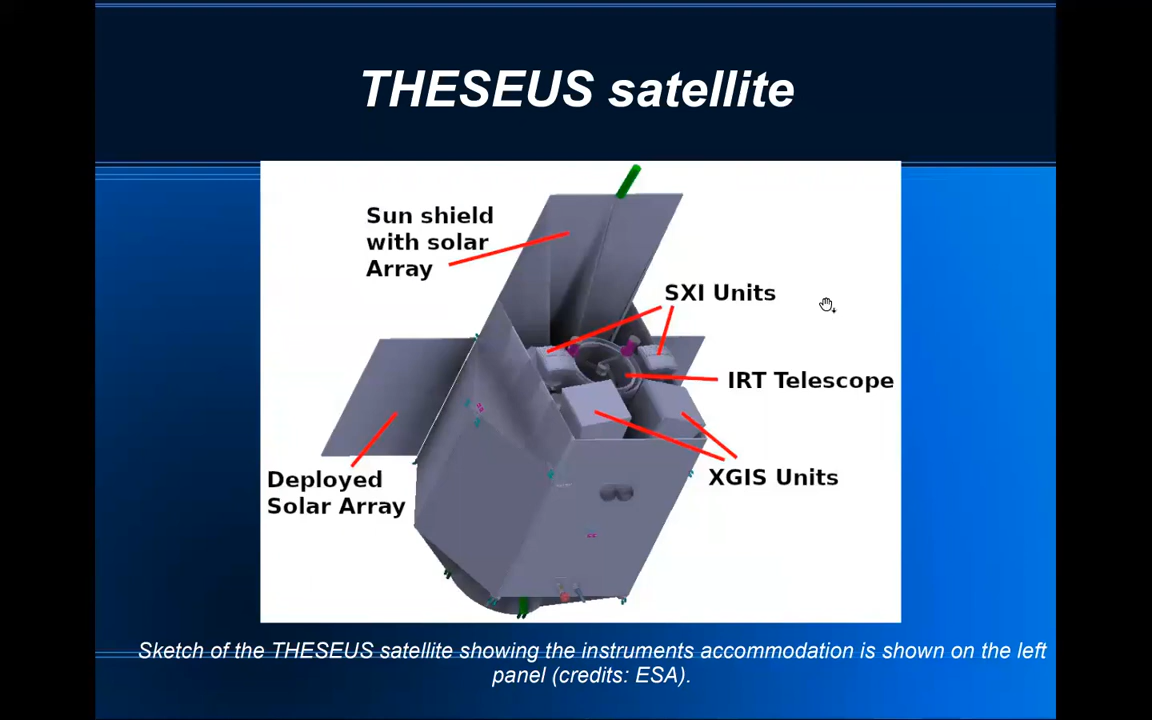 THESEUS satellite
Sun shield
with solar
Array
SXI Units
IRT Telescope
XGIS Units
Deployed
Solar Array
Sketch of the THESEUS satellite showing the instruments accommodation is shown on the left
panel (credits: ESA).